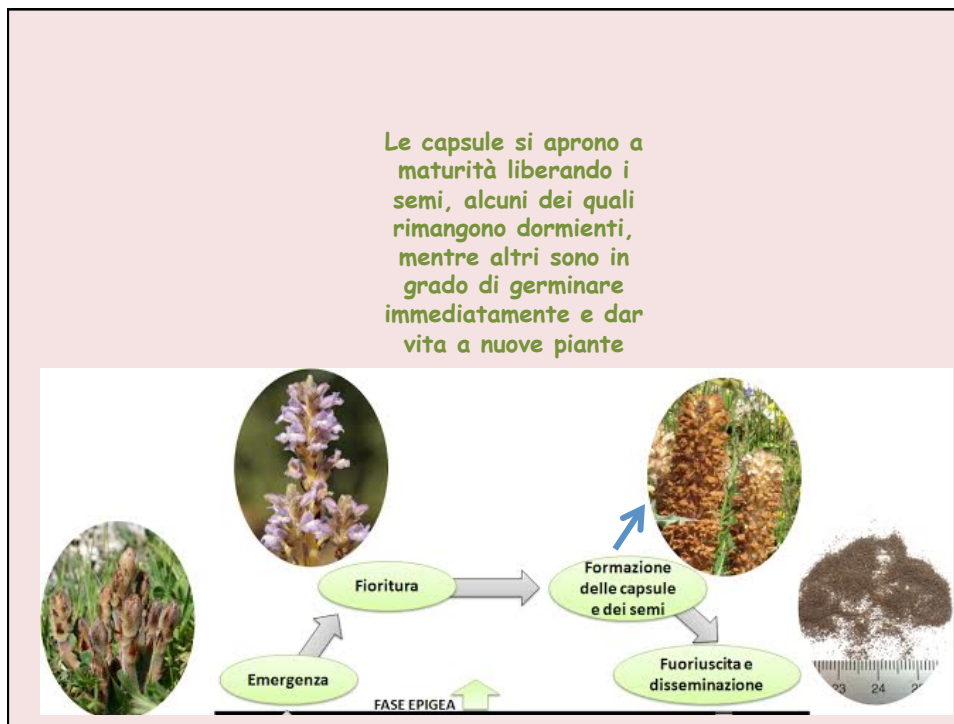 Le capsule si aprono a
maturità liberando i
semi, alcuni dei quali
rimangono dormienti,
mentre altri sono in
grado di germinare
immediatamente e dar
vita a nuove piante
Fioritura
Formazione
delle capsule
e dei semi
Emergenza
Fuoriuscita e
disseminazione
FASE EPIGEA
23 24